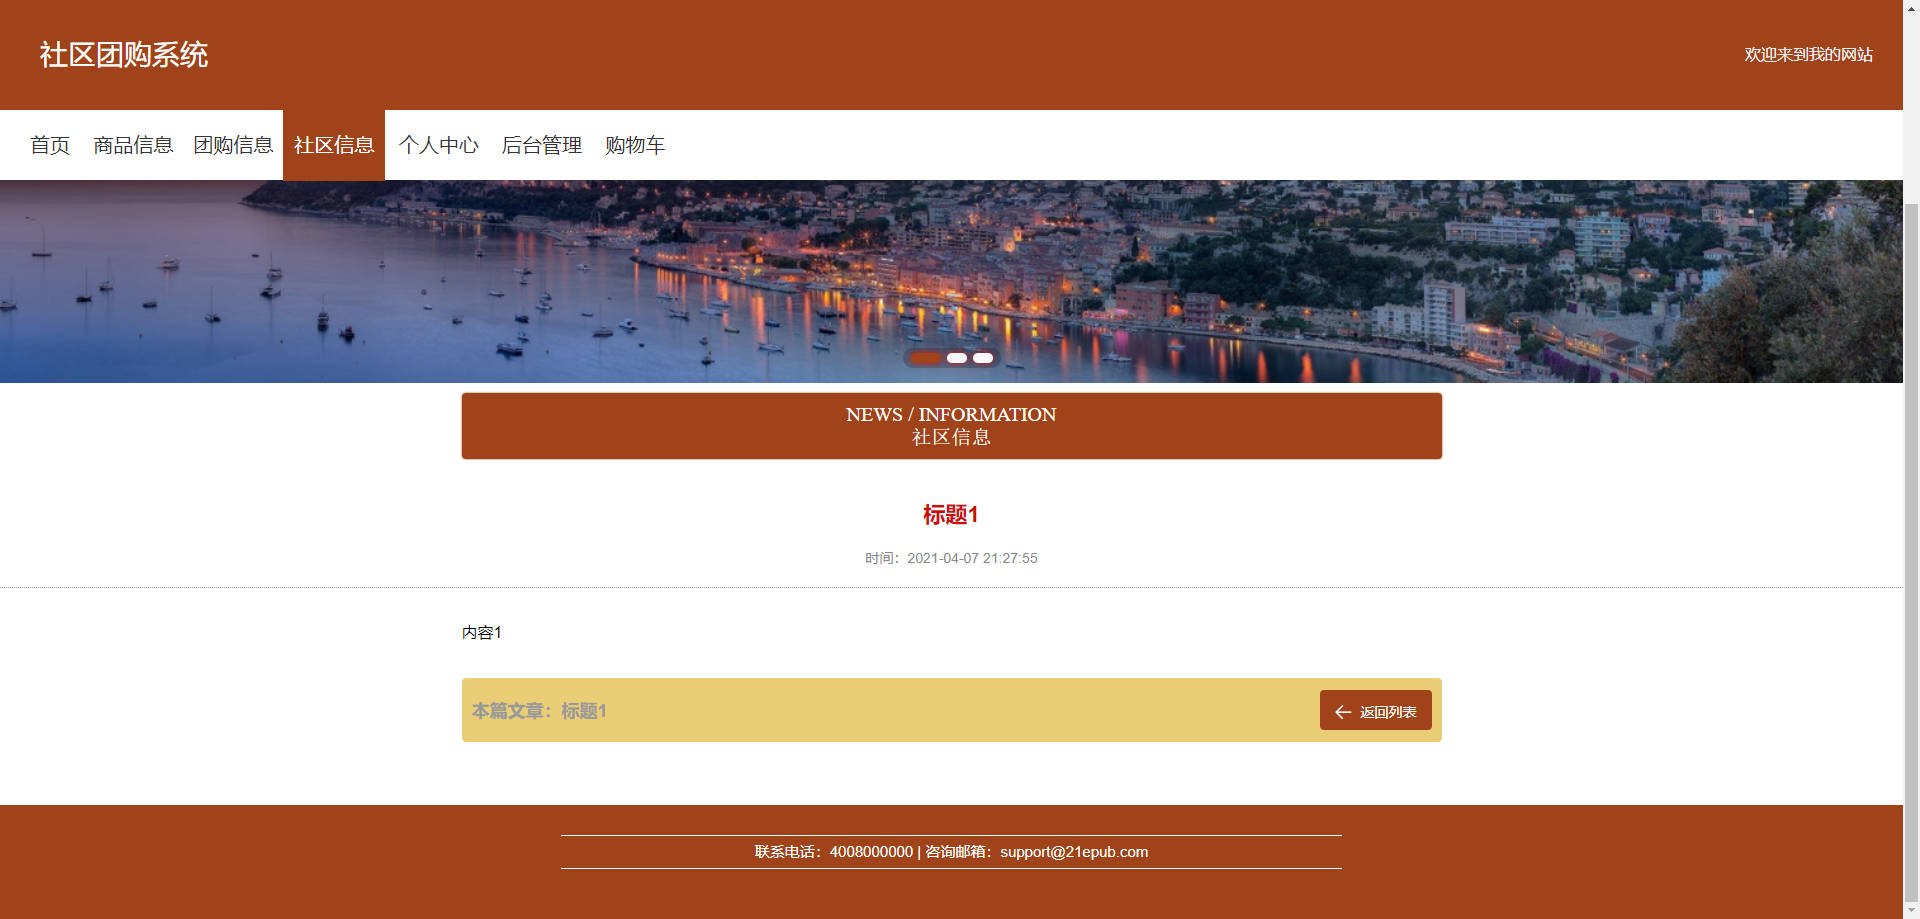 社区团购系统
欢迎来到我的网站
首页 商品信息 团购信息 社区信息 个人中心 后台管理 购物车
NEWS / INFORMATION
社区信息
标题1
时间：2021-04-07 21:27:55
内容1
本篇文章：标题1
返回列表
联系电话：4008000000 | 咨询邮箱：support@21epub.com